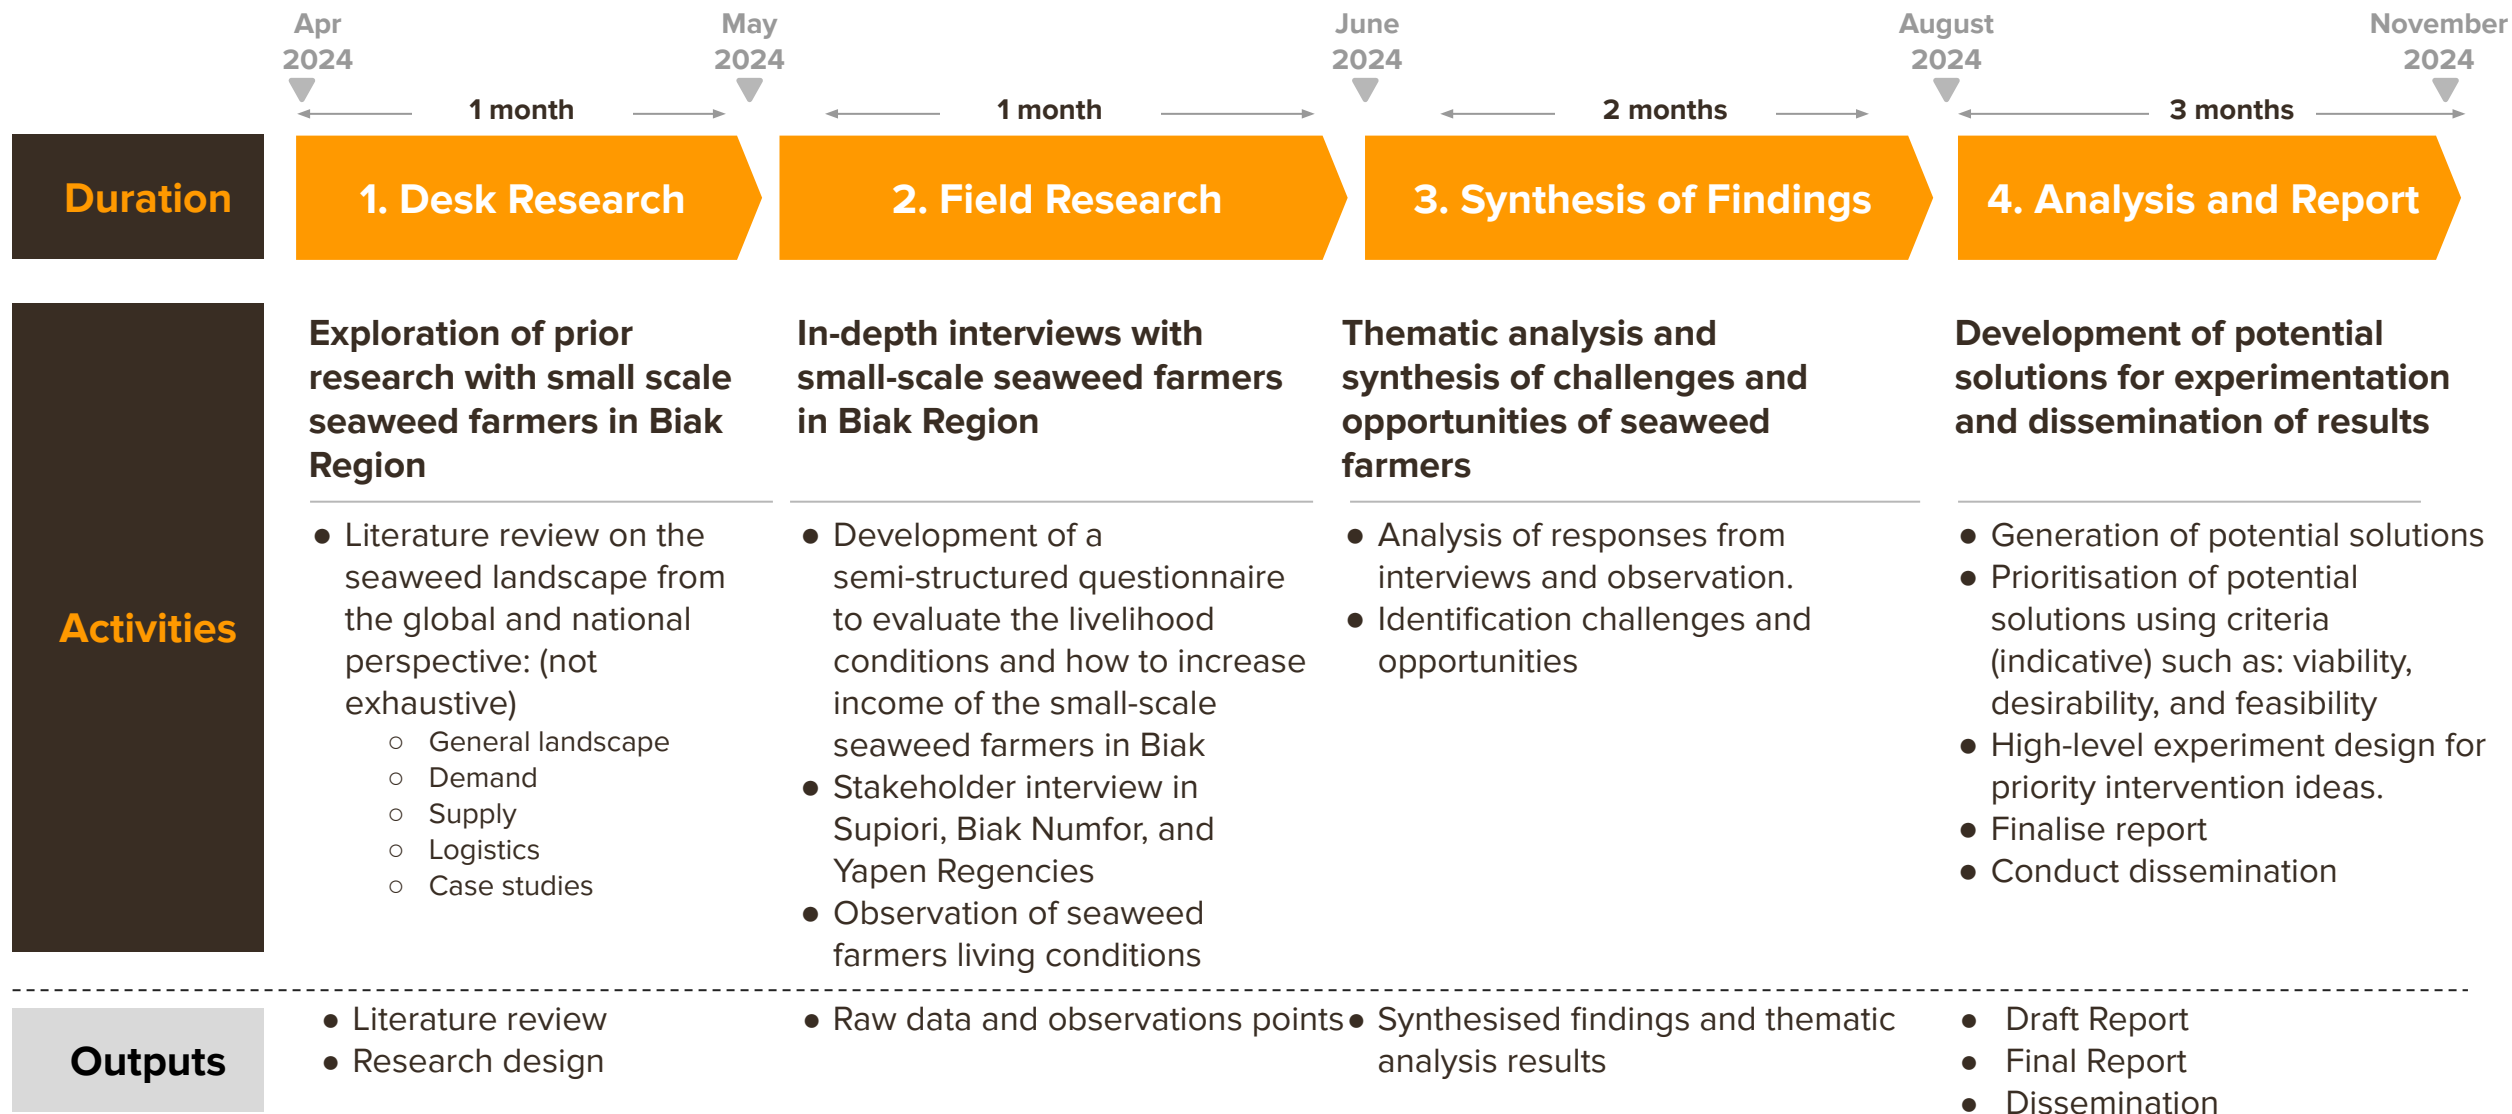 Apr
2024
May
2024
June
2024
August
2024
November
2024
1 month
1 month
2 months
3 months
Duration
1. Desk Research
2. Field Research
3. Synthesis of Findings
4. Analysis and Report
Activities
Exploration of prior
research with small scale
seaweed farmers in Biak
Region
● Literature review on the
seaweed landscape from
the global and national
perspective: (not
exhaustive)
○ General landscape
○ Demand
○ Supply
○ Logistics
○ Case studies
In-depth interviews with
small-scale seaweed farmers
in Biak Region
● Development of a
semi-structured questionnaire
to evaluate the livelihood
conditions and how to increase
income of the small-scale
seaweed farmers in Biak
● Stakeholder interview in
Supiori, Biak Numfor, and
Yapen Regencies
● Observation of seaweed
farmers living conditions
Thematic analysis and
synthesis of challenges and
opportunities of seaweed
farmers
● Analysis of responses from
interviews and observation.
● Identification challenges and
opportunities
Development of potential
solutions for experimentation
and dissemination of results
● Generation of potential solutions
● Prioritisation of potential
solutions using criteria
(indicative) such as: viability,
desirability, and feasibility
● High-level experiment design for
priority intervention ideas.
● Finalise report
● Conduct dissemination
Outputs
● Literature review
● Research design
● Raw data and observations points
● Synthesised findings and thematic
analysis results
● Draft Report
● Final Report
● Dissemination